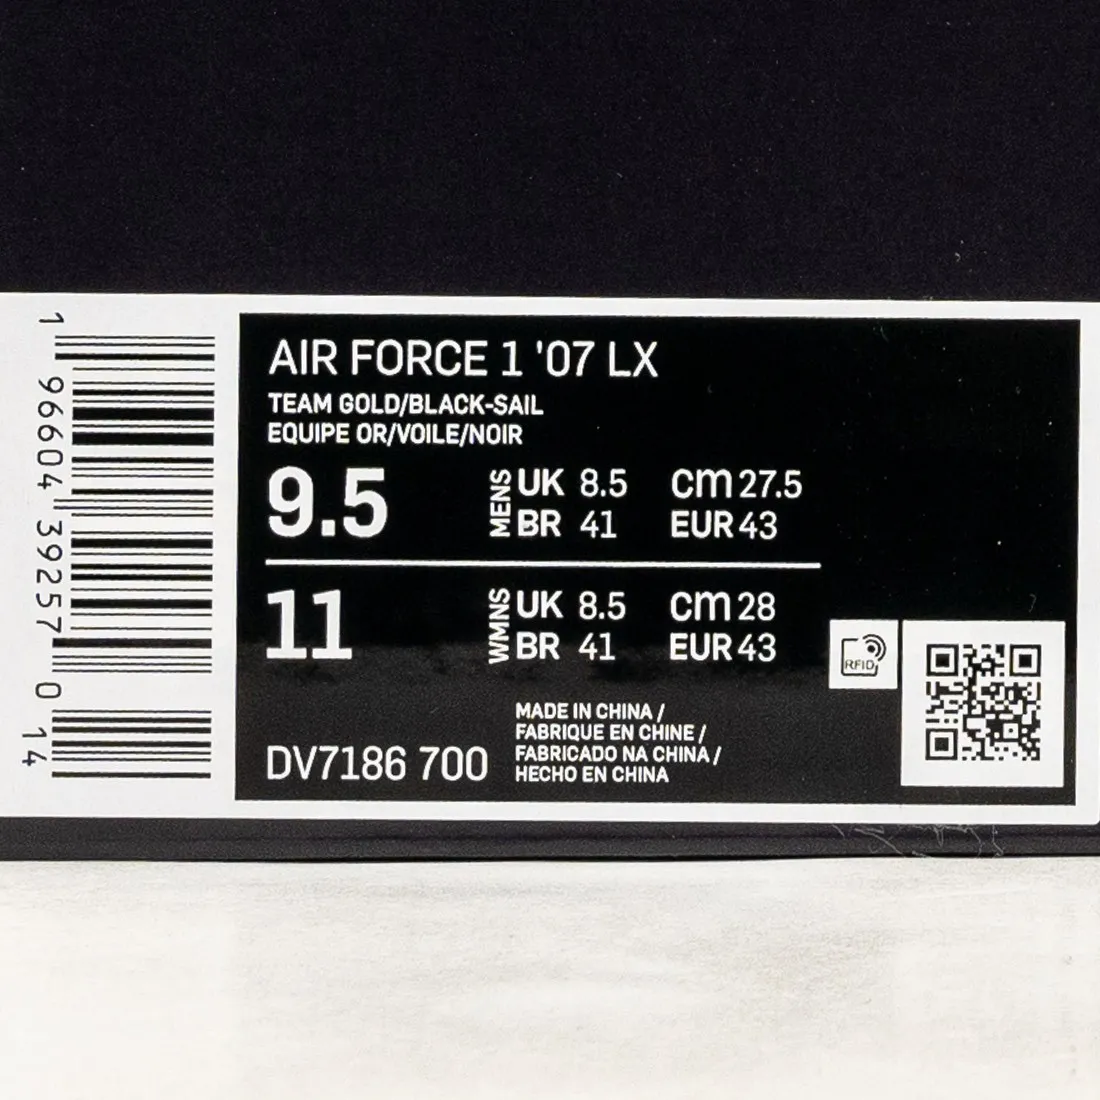 AIR FORCE 1 '07 LX
TEAM GOLD/BLACK-SAIL
EQUIPE OR/VOILE/NOIR
9.5 MENS UK 8.5 CM 27.5
BR 41 EUR 43
11 WMNS UK 8.5 CM 28
BR 41 EUR 43
RFID
MADE IN CHINA /
FABRIQUE EN CHINE /
FABRICADO NA CHINA /
HECHO EN CHINA
DV7186 700
1 96604 39257 0 14